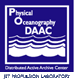 Physical
Oceanography
DAAC
Distributed Active Archive Center
JET PROPULSION LABORATORY